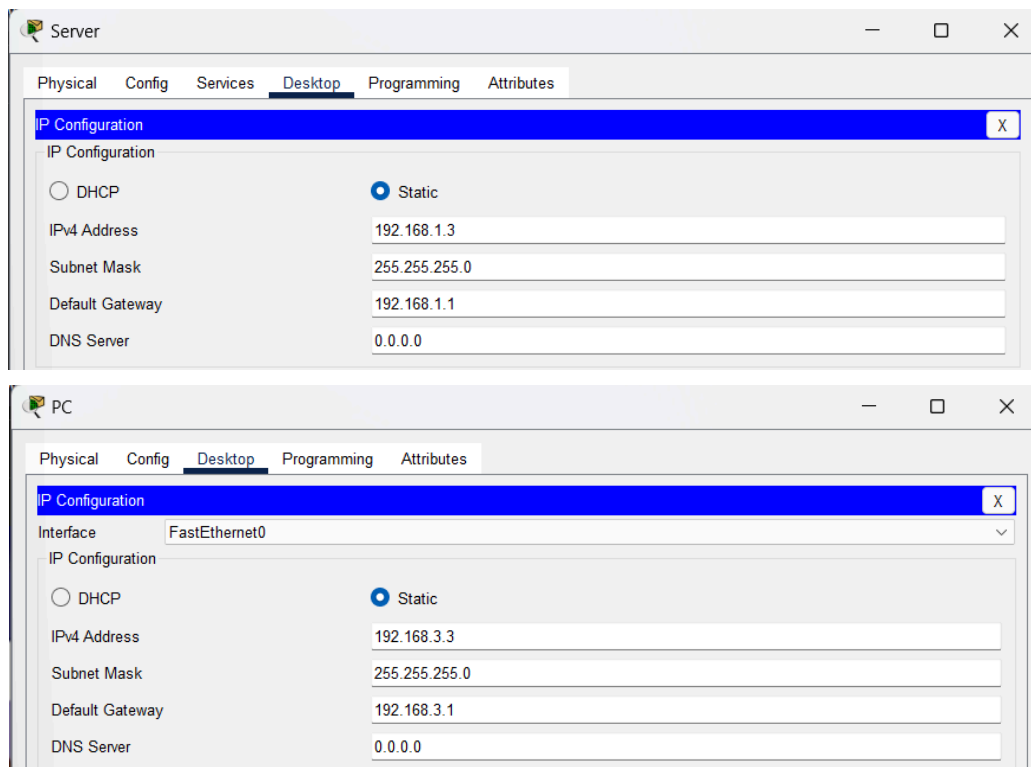 Server
Physical Config Services Desktop Programming Attributes
IP Configuration X
IP Configuration
DHCP Static
IPv4 Address 192.168.1.3
Subnet Mask 255.255.255.0
Default Gateway 192.168.1.1
DNS Server 0.0.0.0
PC
Physical Config Desktop Programming Attributes
IP Configuration X
Interface FastEthernet0
IP Configuration
DHCP Static
IPv4 Address 192.168.3.3
Subnet Mask 255.255.255.0
Default Gateway 192.168.3.1
DNS Server 0.0.0.0